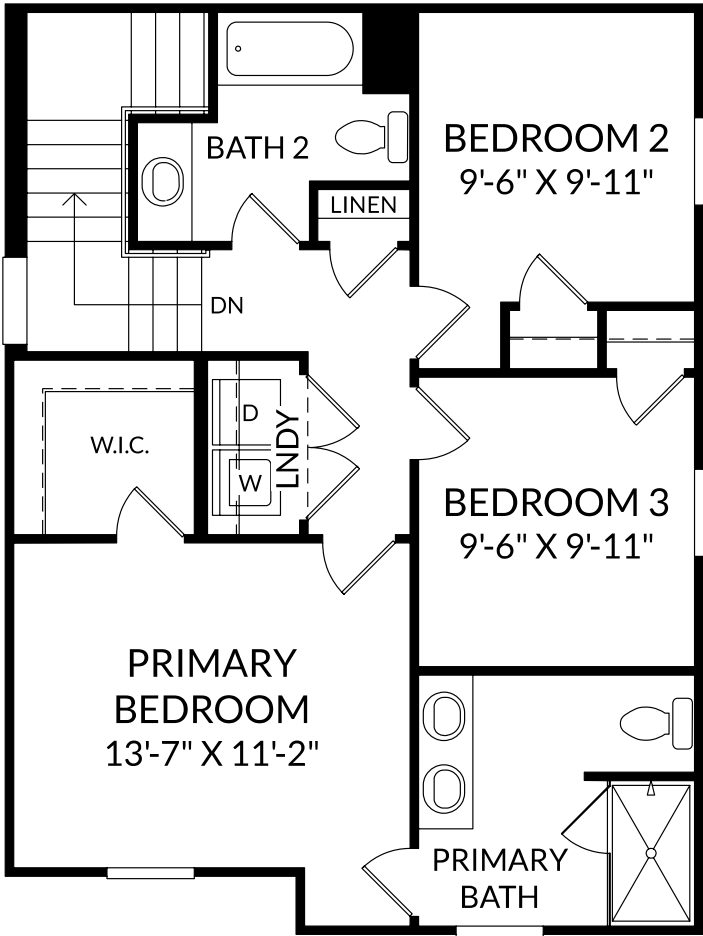 BATH 2
BEDROOM 2
9'-6" X 9'-11"
LINEN
DN
W.I.C.
D
W
LNDY
BEDROOM 3
9'-6" X 9'-11"
PRIMARY
BEDROOM
13'-7" X 11'-2"
PRIMARY
BATH